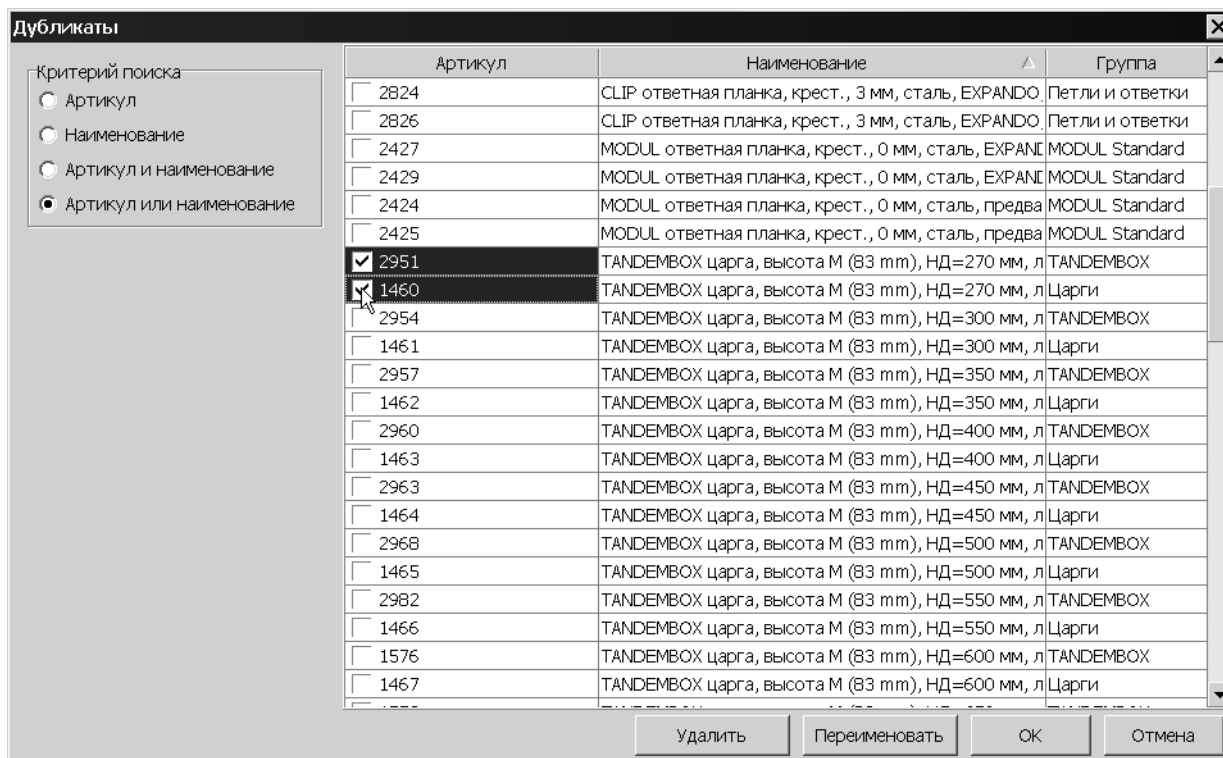 Дубликаты
Критерий поиска
Артикул
Наименование
Артикул и наименование
Артикул или наименование
Артикул Наименование Группа
2824 CLIP ответная планка, крест., 3 мм, сталь, EXPANDO, Петли и ответки
2826 CLIP ответная планка, крест., 3 мм, сталь, EXPANDO, Петли и ответки
2427 MODUL ответная планка, крест., 0 мм, сталь, EXPAND MODUL Standard
2429 MODUL ответная планка, крест., 0 мм, сталь, EXPAND MODUL Standard
2424 MODUL ответная планка, крест., 0 мм, сталь, предва MODUL Standard
2425 MODUL ответная планка, крест., 0 мм, сталь, предва MODUL Standard
2951 TANDEMBOX царга, высота M (83 mm), НД=270 мм, л TANDEMBOX
1460 TANDEMBOX царга, высота M (83 mm), НД=270 мм, л Царги
2954 TANDEMBOX царга, высота M (83 mm), НД=300 мм, л TANDEMBOX
1461 TANDEMBOX царга, высота M (83 mm), НД=300 мм, л Царги
2957 TANDEMBOX царга, высота M (83 mm), НД=350 мм, л TANDEMBOX
1462 TANDEMBOX царга, высота M (83 mm), НД=350 мм, л Царги
2960 TANDEMBOX царга, высота M (83 mm), НД=400 мм, л TANDEMBOX
1463 TANDEMBOX царга, высота M (83 mm), НД=400 мм, л Царги
2963 TANDEMBOX царга, высота M (83 mm), НД=450 мм, л TANDEMBOX
1464 TANDEMBOX царга, высота M (83 mm), НД=450 мм, л Царги
2968 TANDEMBOX царга, высота M (83 mm), НД=500 мм, л TANDEMBOX
1465 TANDEMBOX царга, высота M (83 mm), НД=500 мм, л Царги
2982 TANDEMBOX царга, высота M (83 mm), НД=550 мм, л TANDEMBOX
1466 TANDEMBOX царга, высота M (83 mm), НД=550 мм, л Царги
1576 TANDEMBOX царга, высота M (83 mm), НД=600 мм, л TANDEMBOX
1467 TANDEMBOX царга, высота M (83 mm), НД=600 мм, л Царги
Удалить Переименовать OK Отмена